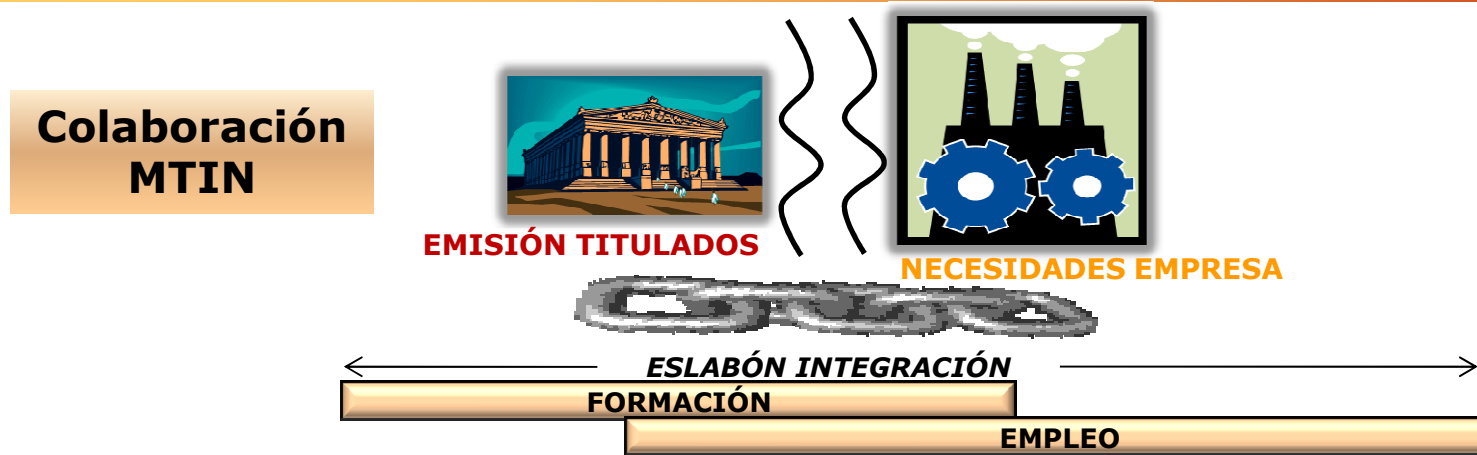 Colaboración
MTIN
EMISIÓN TITULADOS
NECESIDADES EMPRESA
ESLABÓN INTEGRACIÓN
FORMACIÓN
EMPLEO